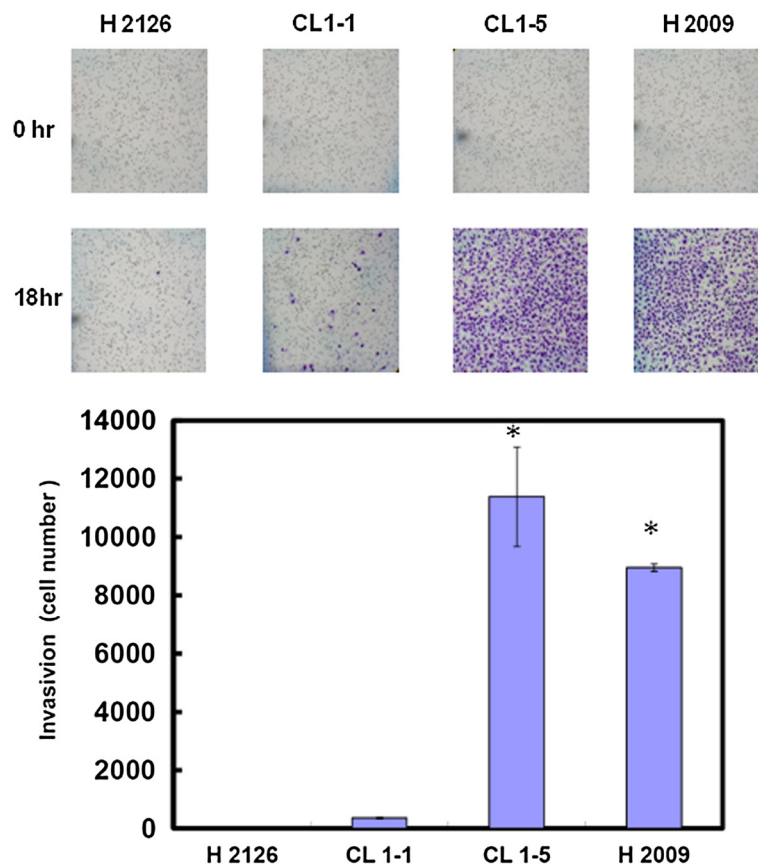 H 2126 CL1-1 CL1-5 H 2009
0 hr
18hr
14000
*
12000
*
10000
8000
6000
4000
2000
0
Invasivion (cell number )
H 2126 CL 1-1 CL 1-5 H 2009